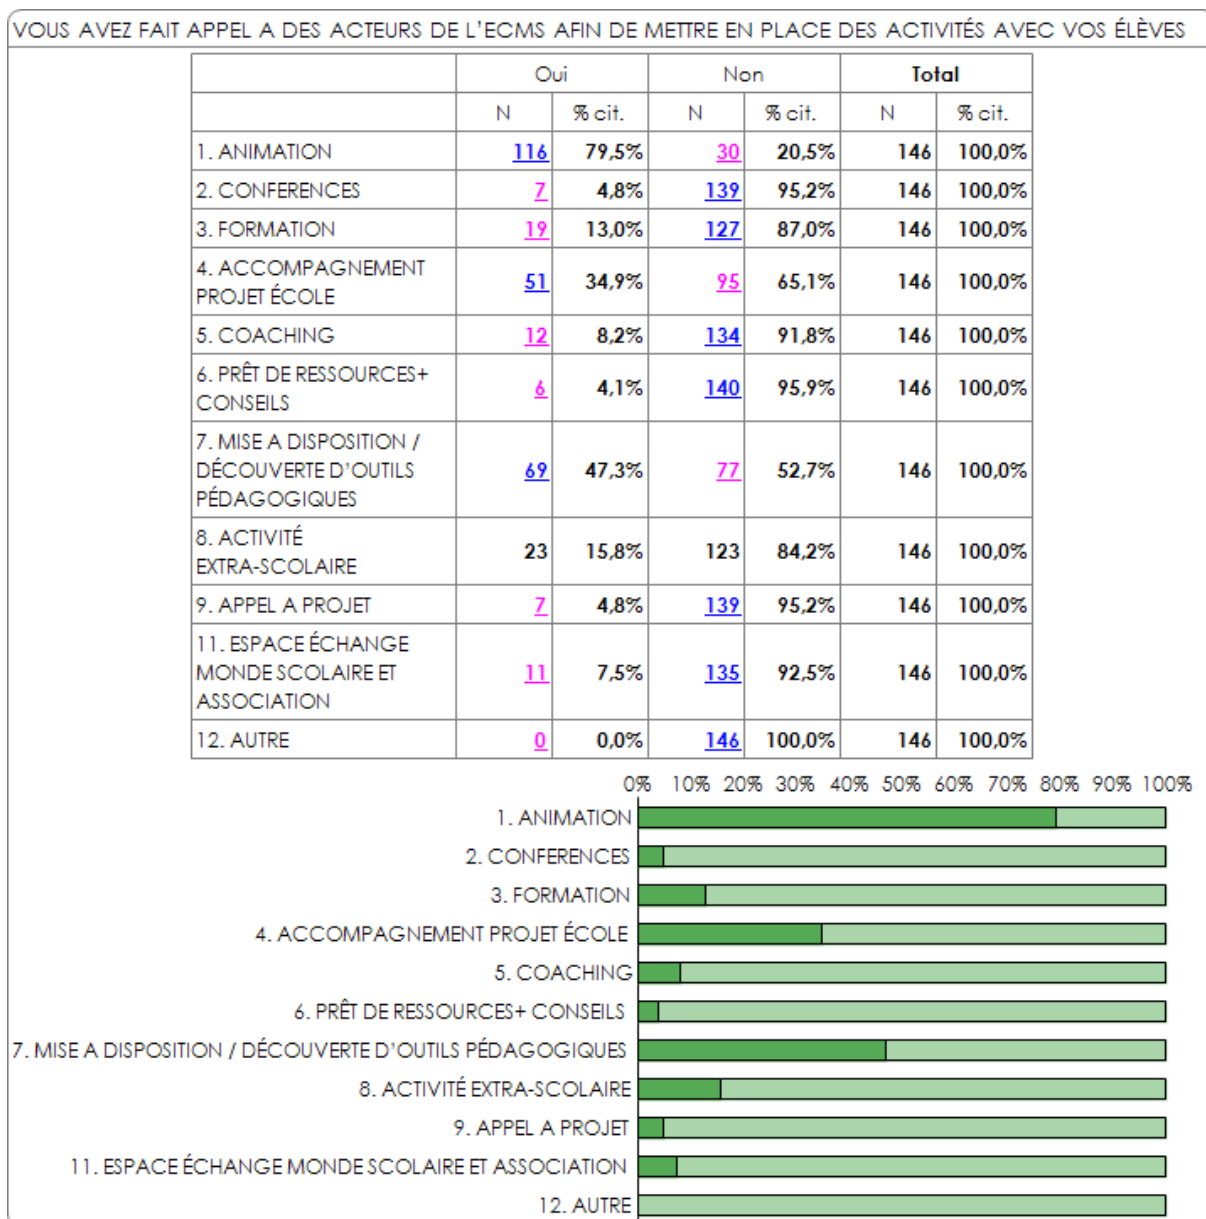 VOUS AVEZ FAIT APPEL A DES ACTEURS DE L'ECMS AFIN DE METTRE EN PLACE DES ACTIVITÉS AVEC VOS ÉLÈVES
Oui Non Total
N % cit. N % cit. N % cit.
1. ANIMATION 116 79,5% 30 20,5% 146 100,0%
2. CONFERENCES 7 4,8% 139 95,2% 146 100,0%
3. FORMATION 19 13,0% 127 87,0% 146 100,0%
4. ACCOMPAGNEMENT
PROJET ÉCOLE 51 34,9% 95 65,1% 146 100,0%
5. COACHING 12 8,2% 134 91,8% 146 100,0%
6. PRÊT DE RESSOURCES+
CONSEILS 6 4,1% 140 95,9% 146 100,0%
7. MISE A DISPOSITION /
DÉCOUVERTE D'OUTILS 69 47,3% 77 52,7% 146 100,0%
PÉDAGOGIQUES
8. ACTIVITÉ
EXTRA-SCOLAIRE 23 15,8% 123 84,2% 146 100,0%
9. APPEL A PROJET 7 4,8% 139 95,2% 146 100,0%
11. ESPACE ÉCHANGE
MONDE SCOLAIRE ET 11 7,5% 135 92,5% 146 100,0%
ASSOCIATION
12. AUTRE 0 0,0% 146 100,0% 146 100,0%
0% 10% 20% 30% 40% 50% 60% 70% 80% 90% 100%
1. ANIMATION
2. CONFERENCES
3. FORMATION
4. ACCOMPAGNEMENT PROJET ÉCOLE
5. COACHING
6. PRÊT DE RESSOURCES+ CONSEILS
7. MISE A DISPOSITION / DÉCOUVERTE D'OUTILS PÉDAGOGIQUES
8. ACTIVITÉ EXTRA-SCOLAIRE
9. APPEL A PROJET
11. ESPACE ÉCHANGE MONDE SCOLAIRE ET ASSOCIATION
12. AUTRE